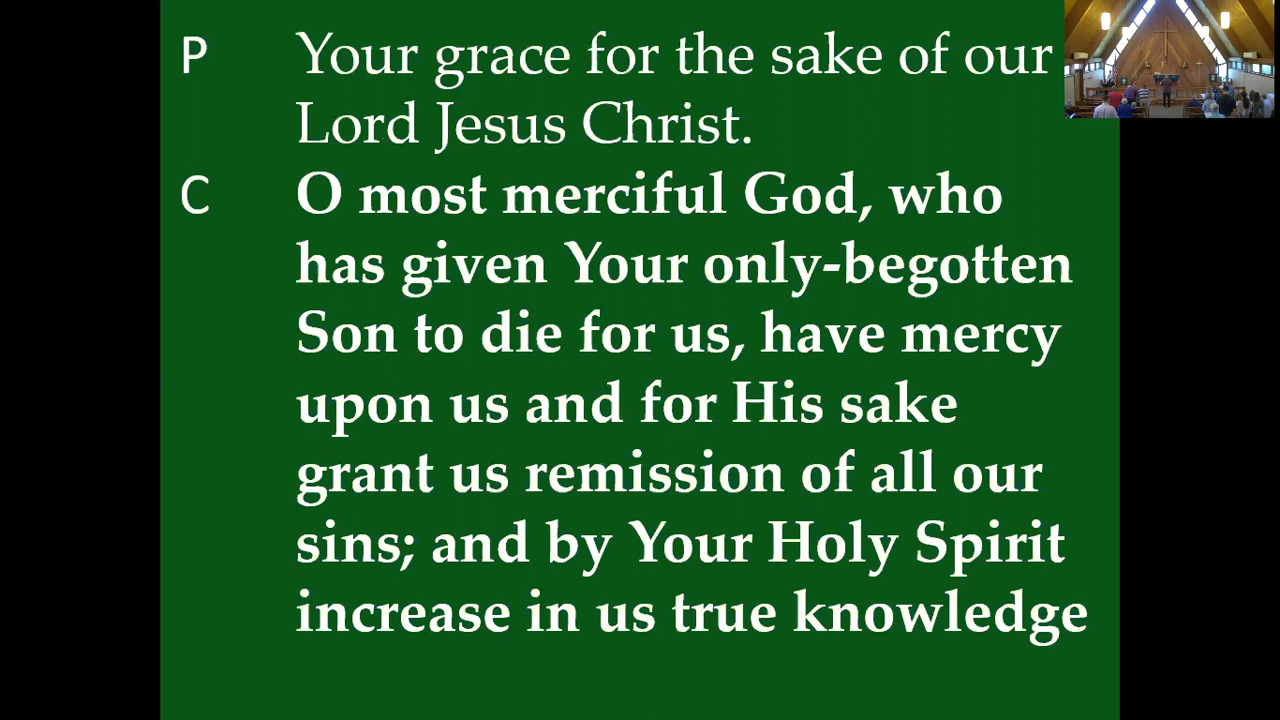 P Your grace for the sake of our
Lord Jesus Christ.
C O most merciful God, who
has given Your only-begotten
Son to die for us, have mercy
upon us and for His sake
grant us remission of all our
sins; and by Your Holy Spirit
increase in us true knowledge